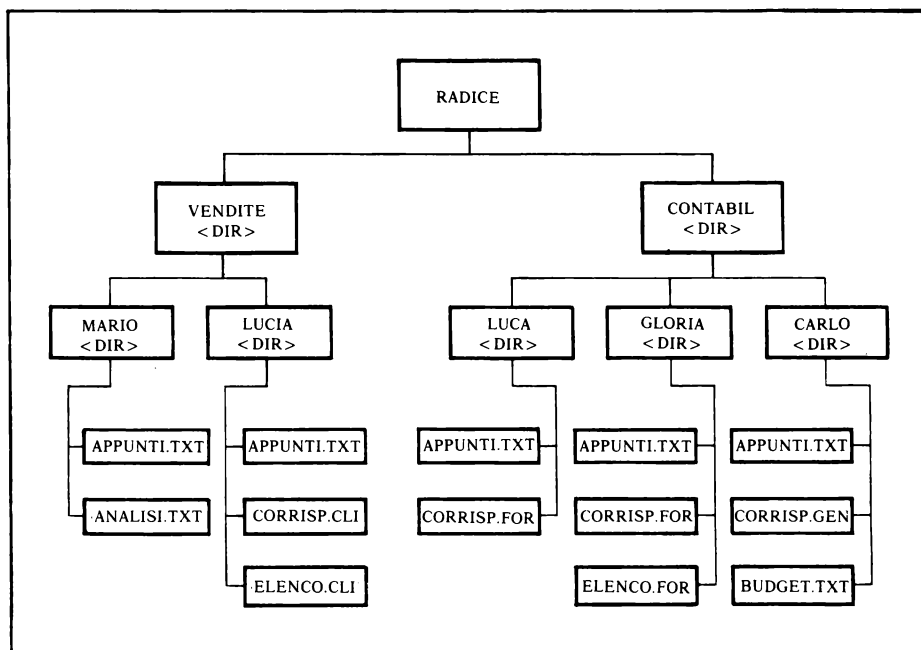 RADICE
VENDITE
<DIR>
CONTABIL
<DIR>
MARIO
<DIR>
LUCIA
<DIR>
LUCA
<DIR>
GLORIA
<DIR>
CARLO
<DIR>
APPUNTI.TXT
APPUNTI.TXT
APPUNTI.TXT
APPUNTI.TXT
APPUNTI.TXT
ANALISI.TXT
CORRISP.CLI
CORRISP.FOR
CORRISP.FOR
CORRISP.GEN
ELENCO.CLI
ELENCO.FOR
BUDGET.TXT